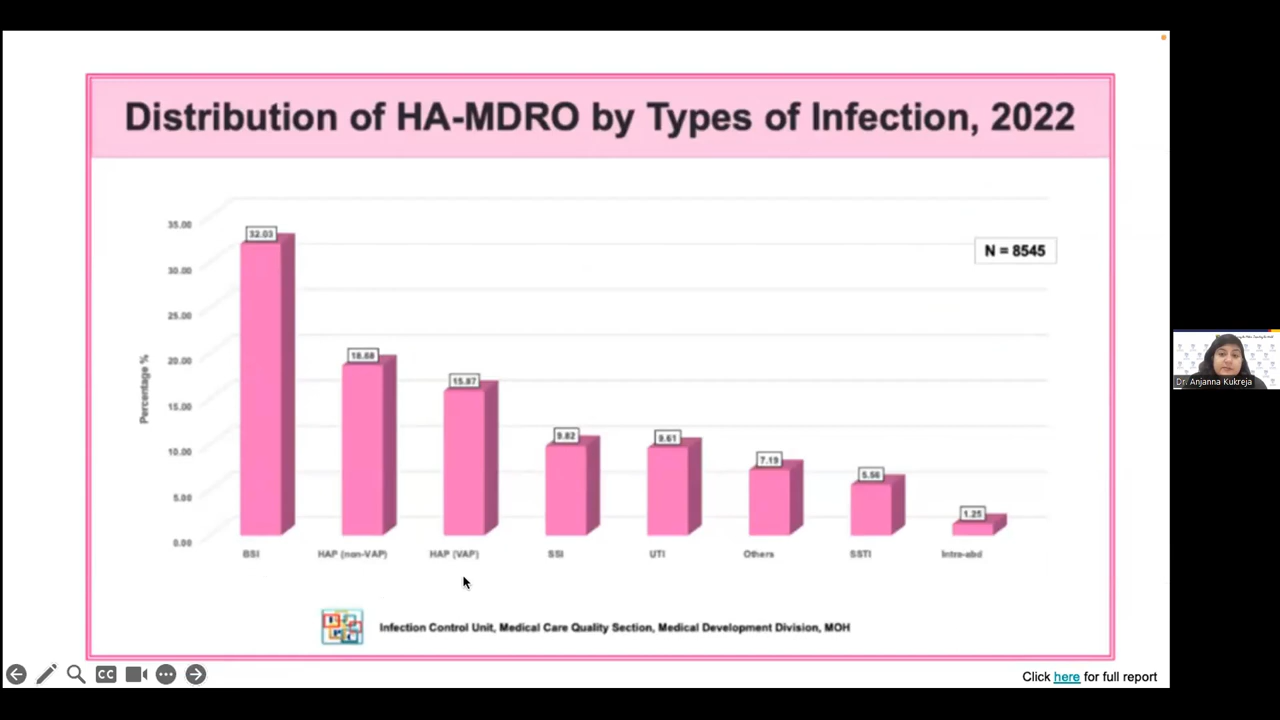 Distribution of HA-MDRO by Types of Infection, 2022
N = 8545
Percentage %
35.00
30.00
25.00
20.00
15.00
10.00
5.00
0.00
32.03
18.68
15.87
9.82
9.61
7.19
5.56
1.25
BSI
HAP (non-VAP)
HAP (VAP)
SSI
UTI
Others
SSTI
Intra-abd
Infection Control Unit, Medical Care Quality Section, Medical Development Division, MOH
CC
Click here for full report
Dr. Anjanna Kukreja